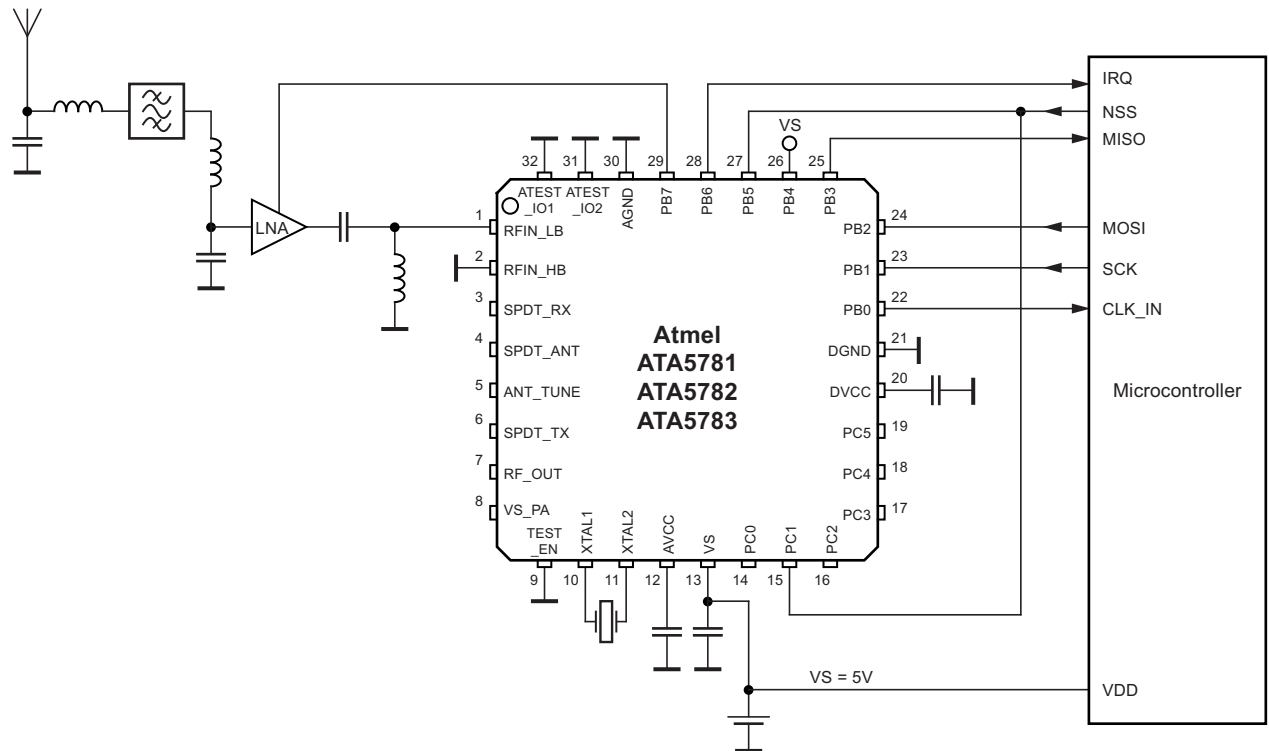 IRQ
NSS
MISO
MOSI
SCK
CLK_IN
Microcontroller
VDD
VS = 5V
VS
LNA
32
31
30
29
28
27
26
25
ATEST
_IO1
ATEST
_IO2
AGND
PB7
PB6
PB5
PB4
PB3
1
RFIN_LB
2
RFIN_HB
3
SPDT_RX
4
SPDT_ANT
5
ANT_TUNE
6
SPDT_TX
7
RF_OUT
8
VS_PA
Atmel
ATA5781
ATA5782
ATA5783
PB2
24
PB1
23
PB0
22
DGND
21
DVCC
20
PC5
19
PC4
18
PC3
17
TEST
_EN
XTAL1
XTAL2
AVCC
VS
PC0
PC1
PC2
9
10
11
12
13
14
15
16